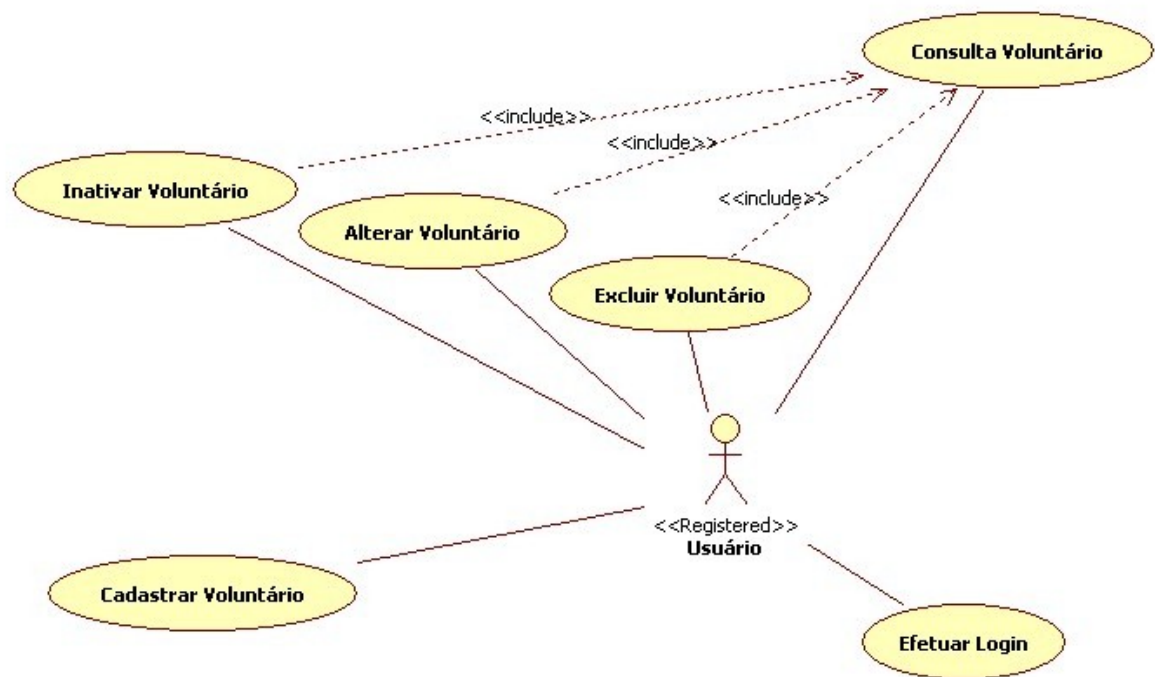 Consulta Voluntário
<<include>>
<<include>>
Inativar Voluntário
<<include>>
Alterar Voluntário
Excluir Voluntário
<<Registered>>
Usuário
Cadastrar Voluntário
Efetuar Login